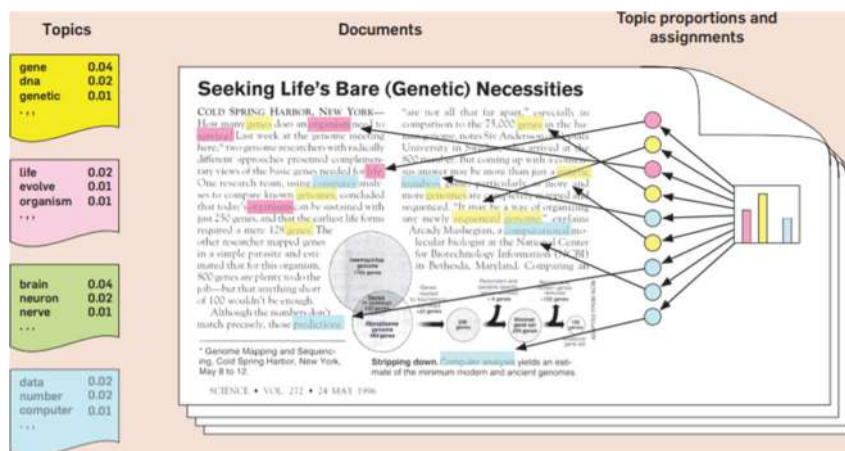 Topics
Documents
Topic proportions and
assignments
gene 0.04
dna 0.02
genetic 0.01
. , ,
life 0.02
evolve 0.01
organism 0.01
. , ,
brain 0.04
neuron 0.02
nerve 0.01
. . .
data 0.02
number 0.02
computer 0.01
. , ,
Seeking Life's Bare (Genetic) Necessities
COLD SPRING HARBOR, NEW YORK—
How many genes does an organism need to
survive? Last week at the genome meeting
here,* two genome researchers with radically
different approaches presented complemen-
tary views of the basic genes needed for life.
One research team, using computer analy-
ses to compare known genomes, concluded
that today's organisms can be sustained with
just 250 genes, and that the earliest life forms
required a mere 128 genes. The
other researcher mapped genes
in a simple parasite and esti-
mated that for this organism,
800 genes are plenty to do the
job—but that anything short
of 100 wouldn't be enough.
Although the numbers don't
match precisely, those predictions
* Genome Mapping and Sequenc-
ing, Cold Spring Harbor, New York,
May 8 to 12.
"are not all that far apart," especially in
comparison to the 75,000 genes in the hu-
man genome, notes Siv Andersson
University in Sweden, who arrived at the
800 number. But coming up with a consen-
sus answer may be more than just a genetic
numbers game, particularly as more and
more genomes are completely mapped and
sequenced. "It may be a way of organizing
any newly sequenced genome," explains
Arcady Mushegian, a computational mo-
lecular biologist at the National Center
for Biotechnology Information (NCBI)
in Bethesda, Maryland. Comparing an
Haemophilus
genome
Mycoplasma
genome
genes
Stripping down. Computer analysis yields an esti-
mate of the minimum modern and ancient genomes.
SCIENCE • VOL. 272 • 24 MAY 1996